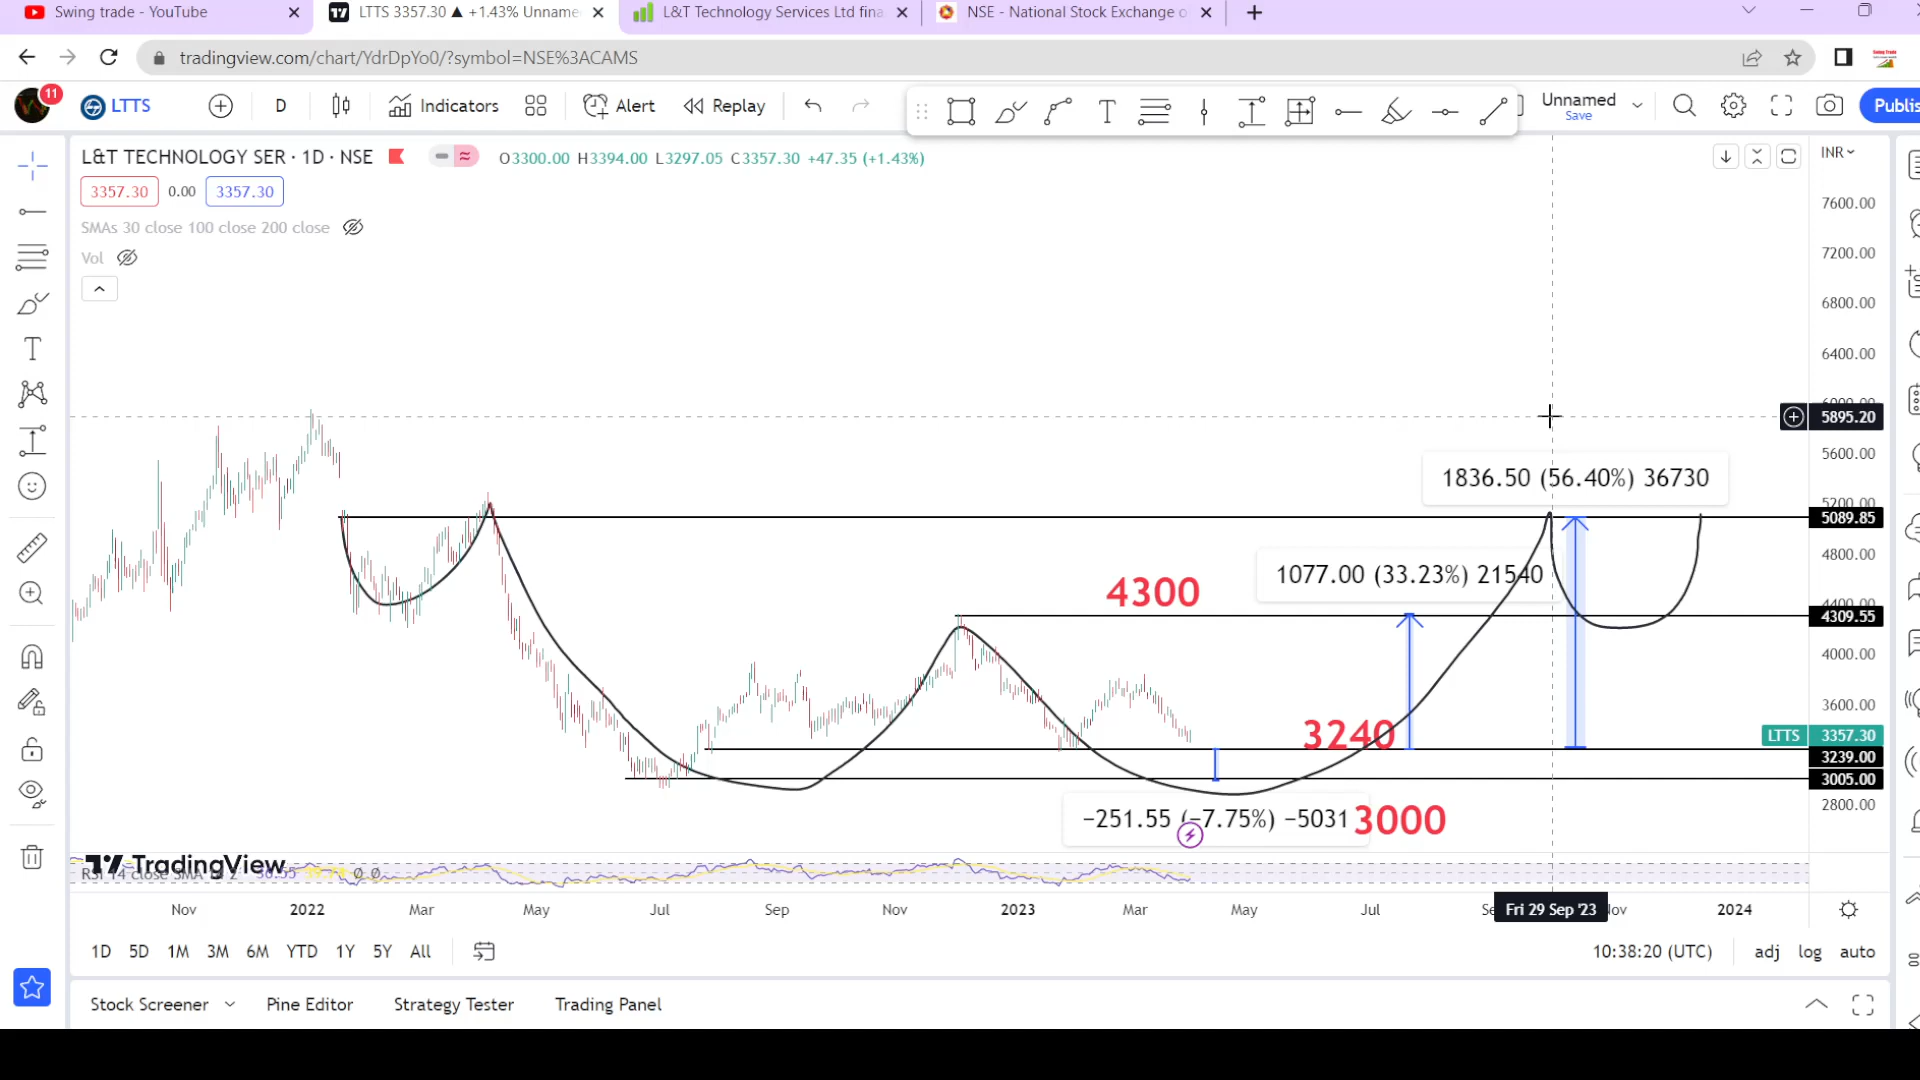 Swing trade - YouTube
LTTS 3357.30 ▲ +1.43% Unname
L&T Technology Services Ltd fina
NSE - National Stock Exchange o
tradingview.com/chart/YdrDpYo0/?symbol=NSE%3ACAMS
11
LTTS
D
Indicators
Alert
Replay
T
Unnamed
Save
Publis
L&T TECHNOLOGY SER · 1D · NSE
O3300.00 H3394.00 L3297.05 C3357.30 +47.35 (+1.43%)
INR
3357.30 0.00 3357.30
SMAs 30 close 100 close 200 close
Vol
7600.00
7200.00
6800.00
6400.00
5895.20
5600.00
1836.50 (56.40%) 36730
5200.00
5089.85
4800.00
1077.00 (33.23%) 21540
4300
4400.00
4309.55
4000.00
3600.00
3240
LTTS 3357.30
3239.00
3005.00
2800.00
−251.55 (−7.75%) −5031
3000
TradingView
RSI 14 close SMA 14 2
0 0
Nov 2022 Mar May Jul Sep Nov 2023 Mar May Jul Fri 29 Sep '23 2024
1D 5D 1M 3M 6M YTD 1Y 5Y All
10:38:20 (UTC) adj log auto
Stock Screener Pine Editor Strategy Tester Trading Panel